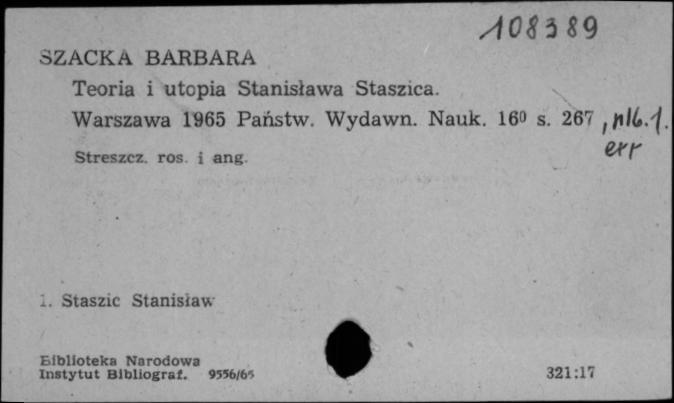 108389
SZACKA BARBARA
Teoria i utopia Stanisława Staszica.
Warszawa 1965 Państw. Wydawn. Nauk. 16⁰ s. 267, nlb. 1.
err
Streszcz. ros. i ang.
1. Staszic Stanisław
Biblioteka Narodowa
Instytut Bibliograf. 9556/65
321:17